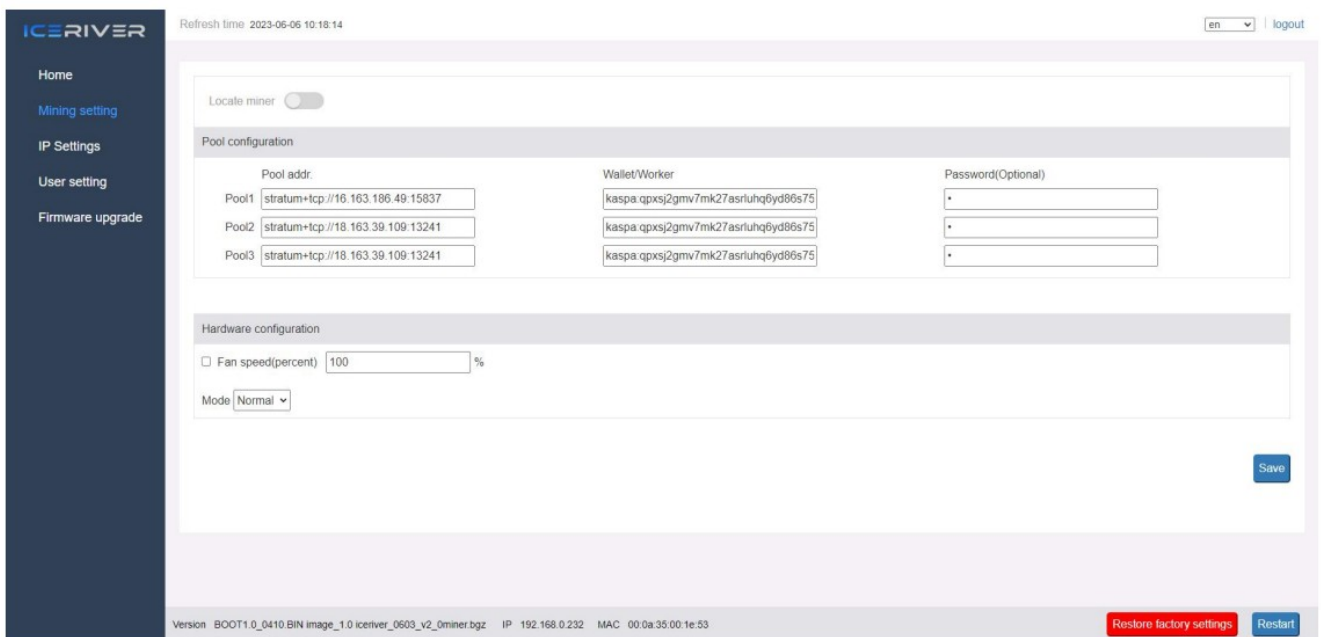 ICERIVER
Refresh time 2023-06-06 10:18:14
en
logout
Home
Mining setting
IP Settings
User setting
Firmware upgrade
Locate miner
Pool configuration
Pool addr. Wallet/Worker Password(Optional)
Pool1 stratum+tcp://16.163.186.49:15837 kaspa:qpxsj2gmv7mk27asrluhq6yd86s75 •
Pool2 stratum+tcp://18.163.39.109:13241 kaspa:qpxsj2gmv7mk27asrluhq6yd86s75 •
Pool3 stratum+tcp://18.163.39.109:13241 kaspa:qpxsj2gmv7mk27asrluhq6yd86s75 •
Hardware configuration
Fan speed(percent) 100 %
Mode Normal
Save
Version BOOT1.0_0410.BIN image_1.0 iceriver_0603_v2_0miner.bgz IP 192.168.0.232 MAC 00:0a:35:00:1e:53
Restore factory settings
Restart